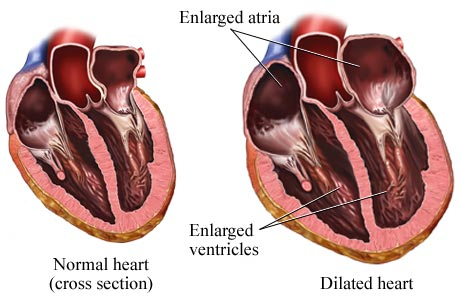 Enlarged atria
Enlarged
ventricles
Normal heart
(cross section)
Dilated heart